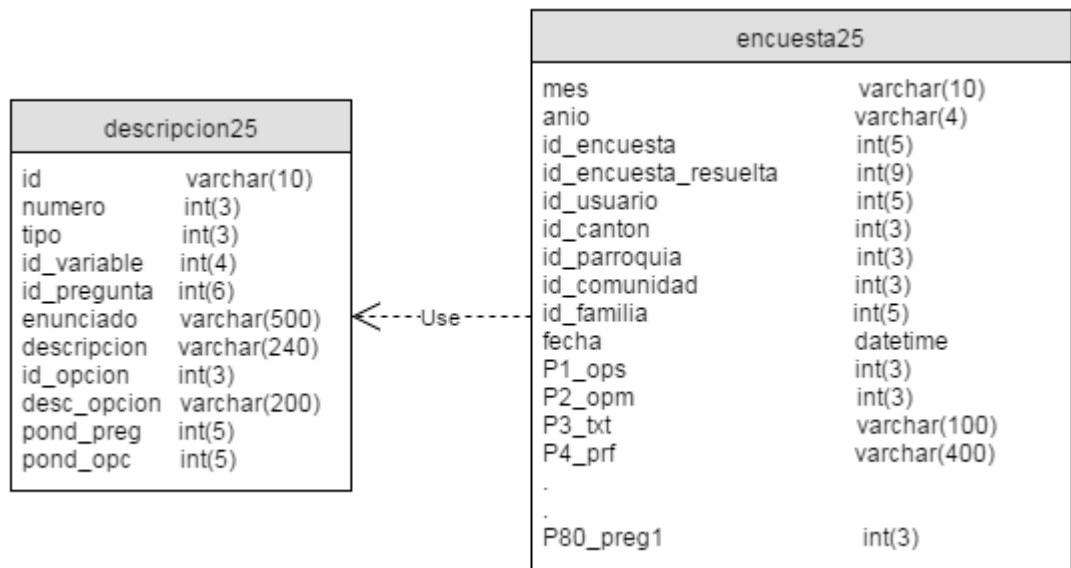 descripcion25
id varchar(10)
numero int(3)
tipo int(3)
id_variable int(4)
id_pregunta int(6)
enunciado varchar(500)
descripcion varchar(240)
id_opcion int(3)
desc_opcion varchar(200)
pond_preg int(5)
pond_opc int(5)
Use
encuesta25
mes varchar(10)
anio varchar(4)
id_encuesta int(5)
id_encuesta_resuelta int(9)
id_usuario int(5)
id_canton int(3)
id_parroquia int(3)
id_comunidad int(3)
id_familia int(5)
fecha datetime
P1_ops int(3)
P2_opm int(3)
P3_txt varchar(100)
P4_prf varchar(400)
.
.
P80_preg1 int(3)